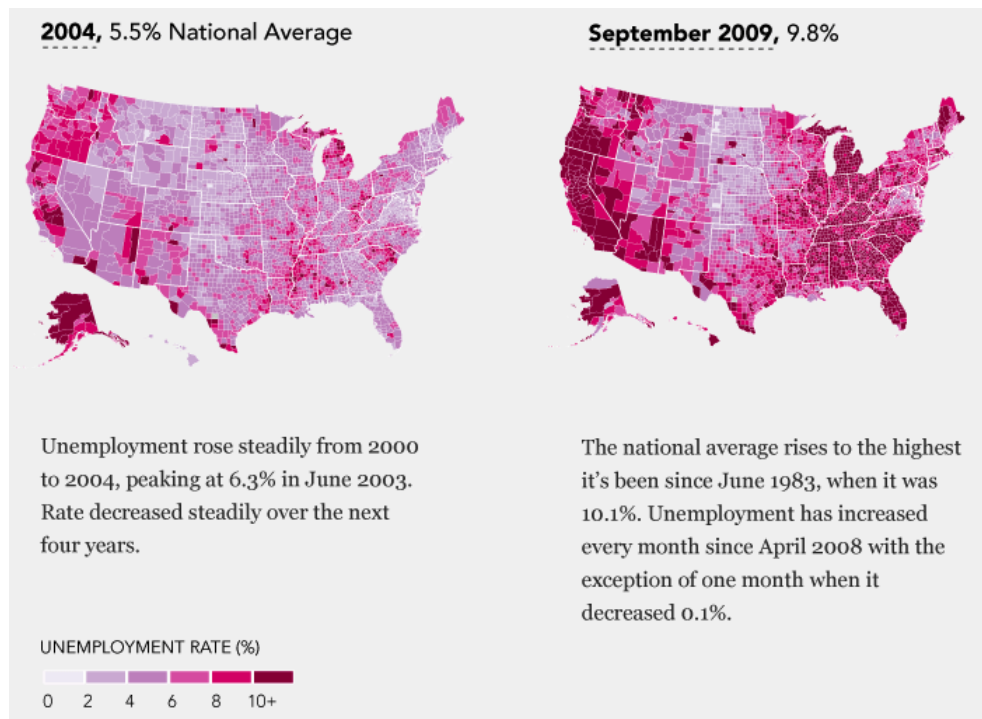 2004, 5.5% National Average
September 2009, 9.8%
Unemployment rose steadily from 2000
to 2004, peaking at 6.3% in June 2003.
Rate decreased steadily over the next
four years.
The national average rises to the highest
it’s been since June 1983, when it was
10.1%. Unemployment has increased
every month since April 2008 with the
exception of one month when it
decreased 0.1%.
UNEMPLOYMENT RATE (%)
0 2 4 6 8 10+